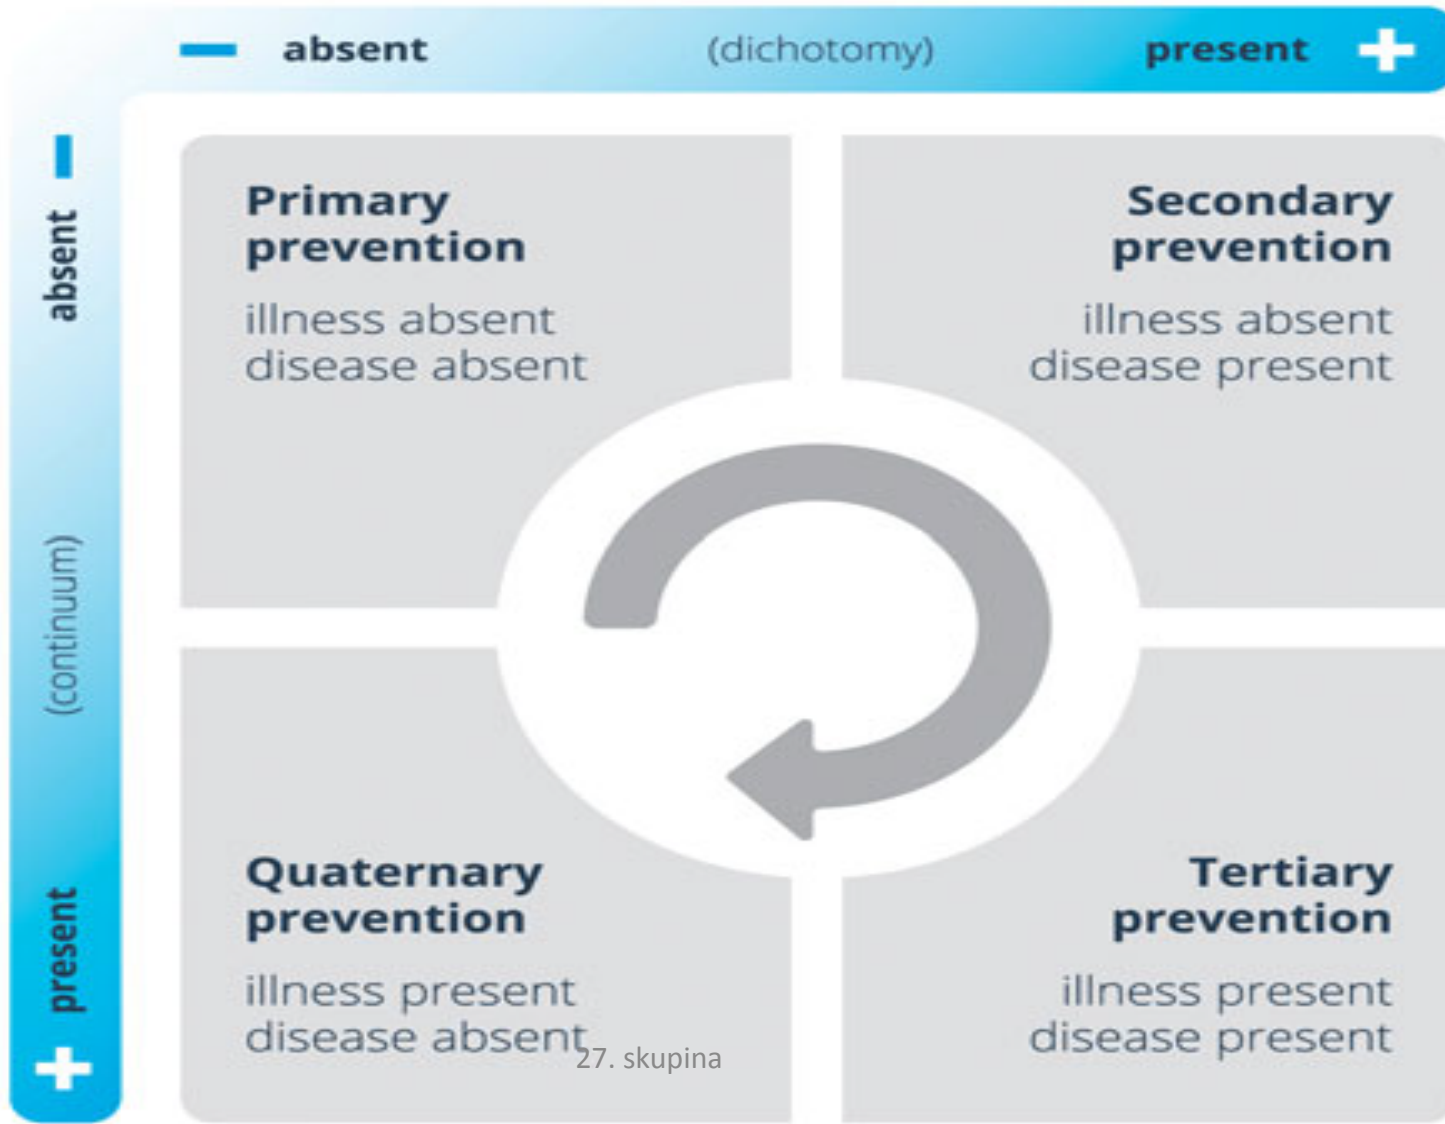 absent (dichotomy) present
absent
(continuum)
present
Primary
prevention
illness absent
disease absent
Secondary
prevention
illness absent
disease present
Quaternary
prevention
illness present
disease absent
Tertiary
prevention
illness present
disease present
27. skupina